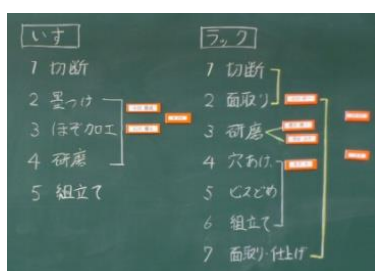 いす
1 切断
2 墨つけ
3 ほぞ加工
4 研磨
5 組立て
ラック
1 切断
2 面取り
3 研磨
4 穴あけ
5 ビスどめ
6 組立て
7 面取り・仕上げ